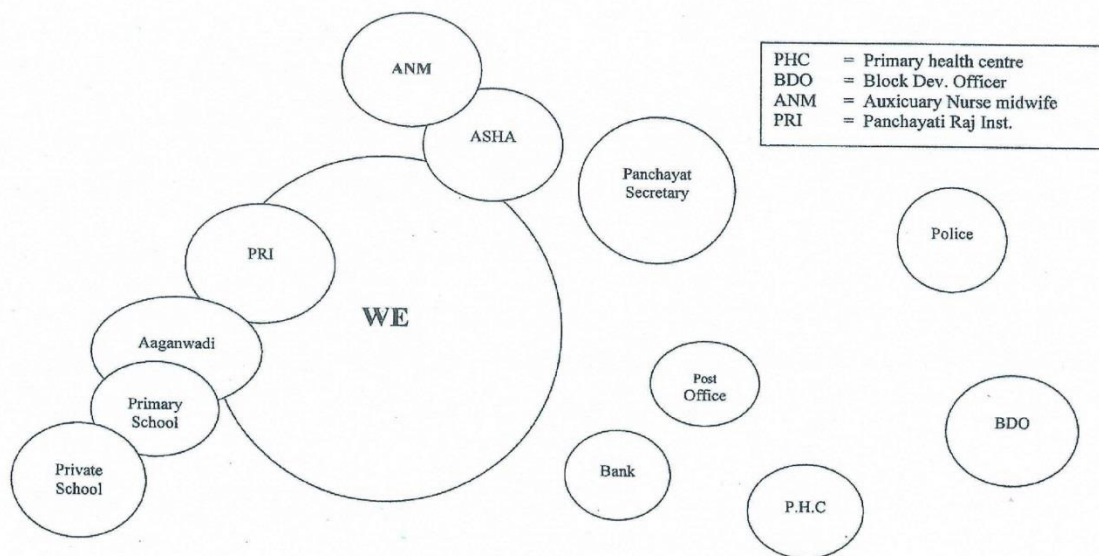 ANM
PHC = Primary health centre
BDO = Block Dev. Officer
ANM = Auxicuary Nurse midwife
PRI = Panchayati Raj Inst.
ASHA
Panchayat
Secretary
Police
PRI
WE
Aaganwadi
Post
Office
Primary
School
BDO
Private
School
Bank
P.H.C